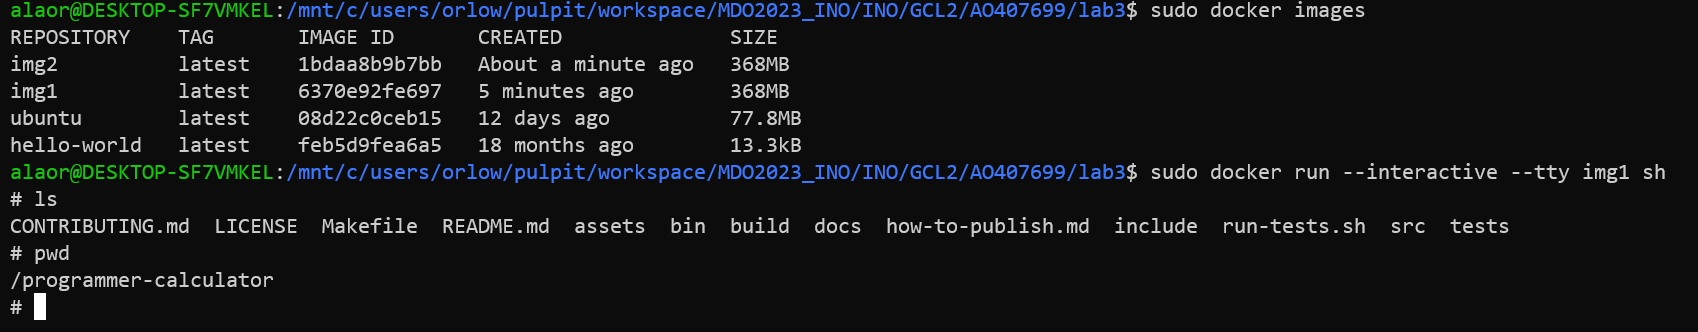 alaor@DESKTOP-SF7VMKEL:/mnt/c/users/orlow/pulpit/workspace/MDO2023_INO/INO/GCL2/AO407699/lab3$ sudo docker images
REPOSITORY    TAG       IMAGE ID       CREATED              SIZE
img2          latest    1bdaa8b9b7bb   About a minute ago   368MB
img1          latest    6370e92fe697   5 minutes ago        368MB
ubuntu        latest    08d22c0ceb15   12 days ago          77.8MB
hello-world   latest    feb5d9fea6a5   18 months ago        13.3kB
alaor@DESKTOP-SF7VMKEL:/mnt/c/users/orlow/pulpit/workspace/MDO2023_INO/INO/GCL2/AO407699/lab3$ sudo docker run --interactive --tty img1 sh
# ls
CONTRIBUTING.md  LICENSE  Makefile  README.md  assets  bin  build  docs  how-to-publish.md  include  run-tests.sh  src  tests
# pwd
/programmer-calculator
#